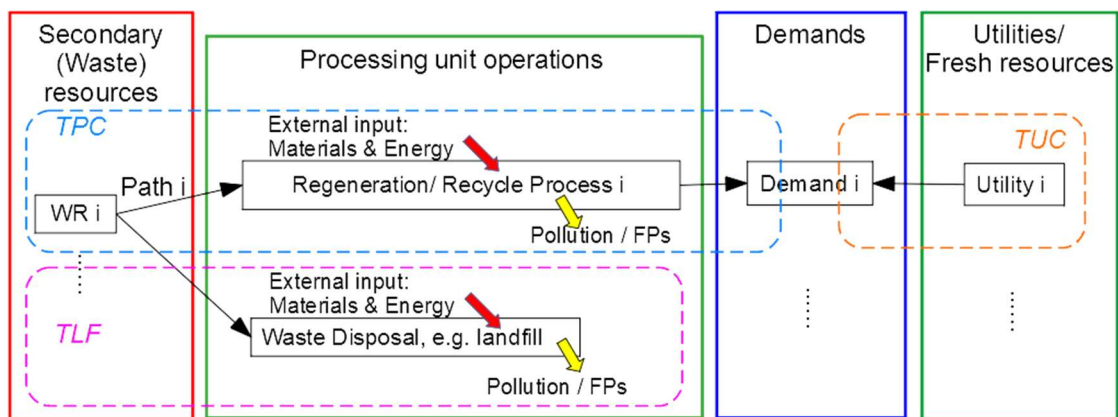 Secondary
(Waste)
resources
Processing unit operations
Demands
Utilities/
Fresh resources
TPC
External input:
Materials & Energy
TUC
Path i
Regeneration/ Recycle Process i
WR i
Demand i
Utility i
Pollution / FPs
External input:
Materials & Energy
TLF
Waste Disposal, e.g. landfill
Pollution / FPs